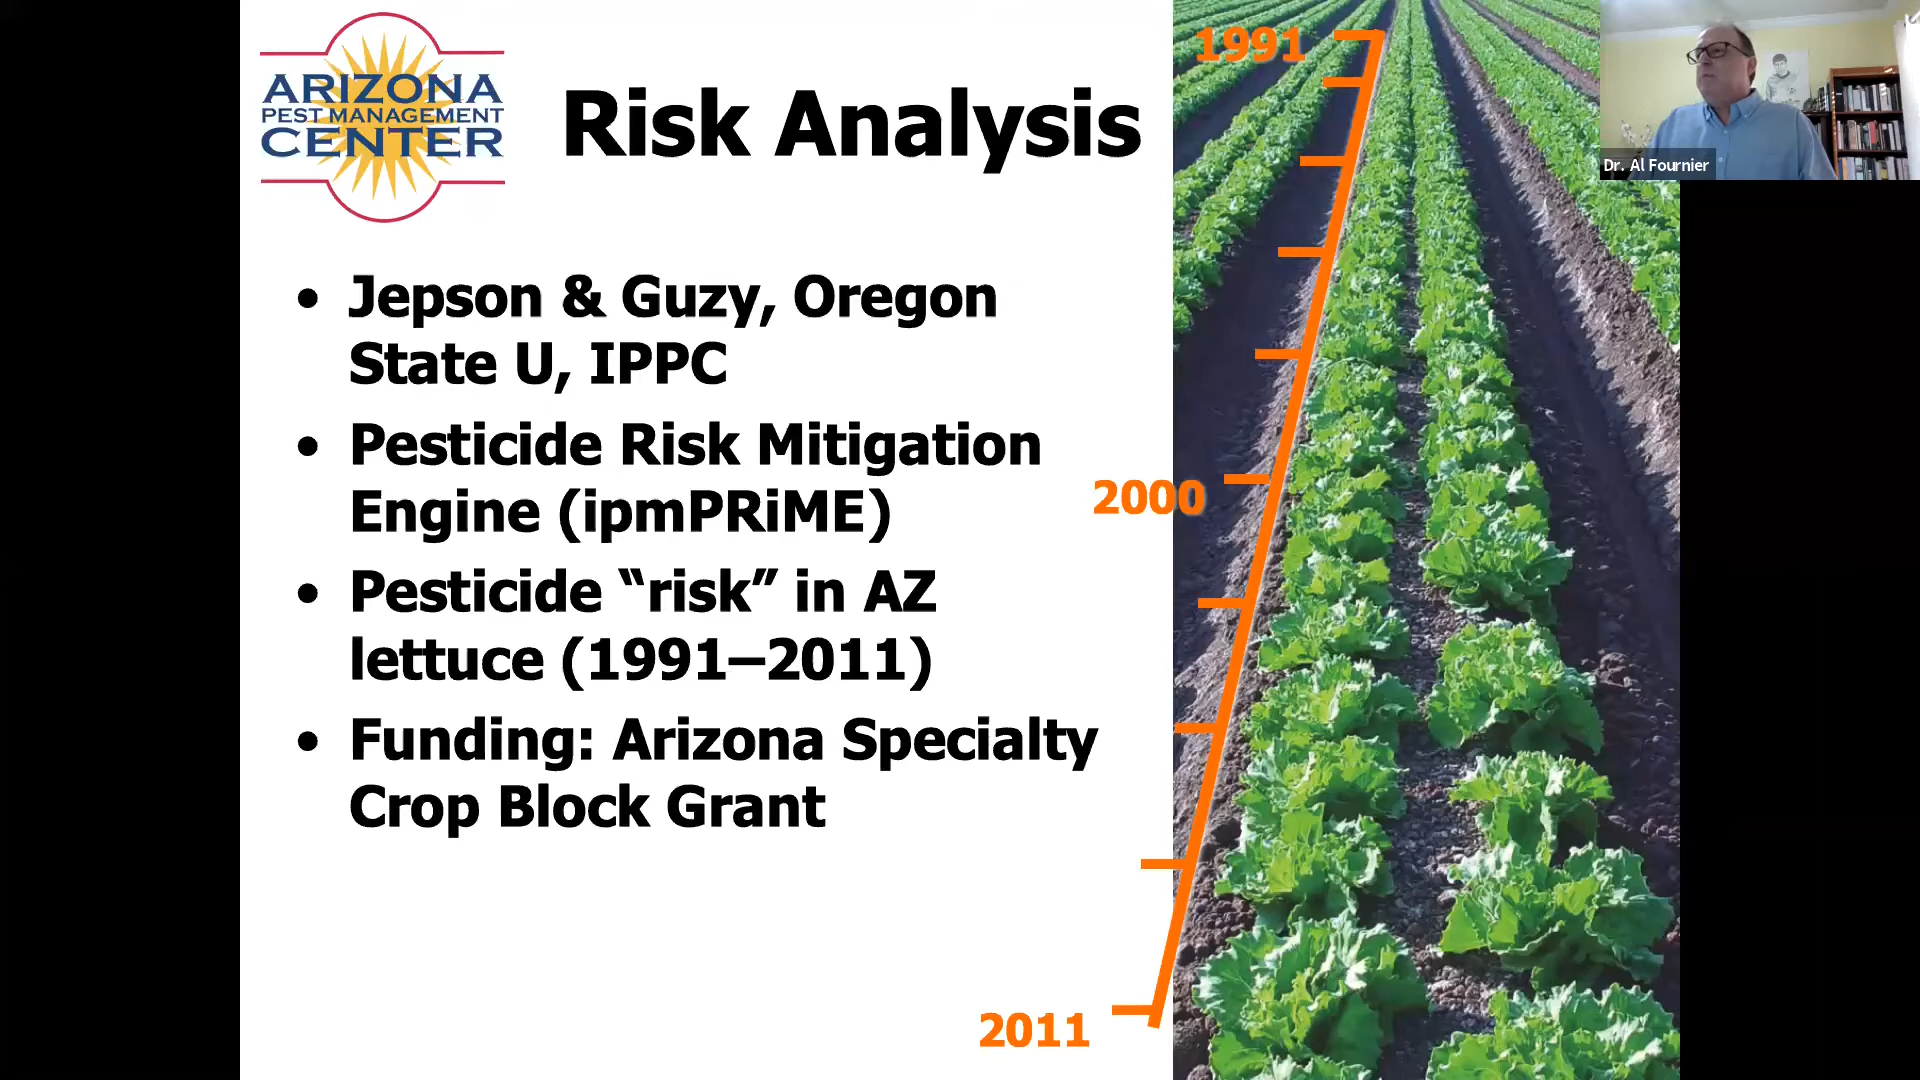 ARIZONA
PEST MANAGEMENT
CENTER
Risk Analysis
• Jepson & Guzy, Oregon
State U, IPPC
• Pesticide Risk Mitigation
Engine (ipmPRiME)
• Pesticide “risk” in AZ
lettuce (1991–2011)
• Funding: Arizona Specialty
Crop Block Grant
1991
2000
2011
Dr. Al Fournier